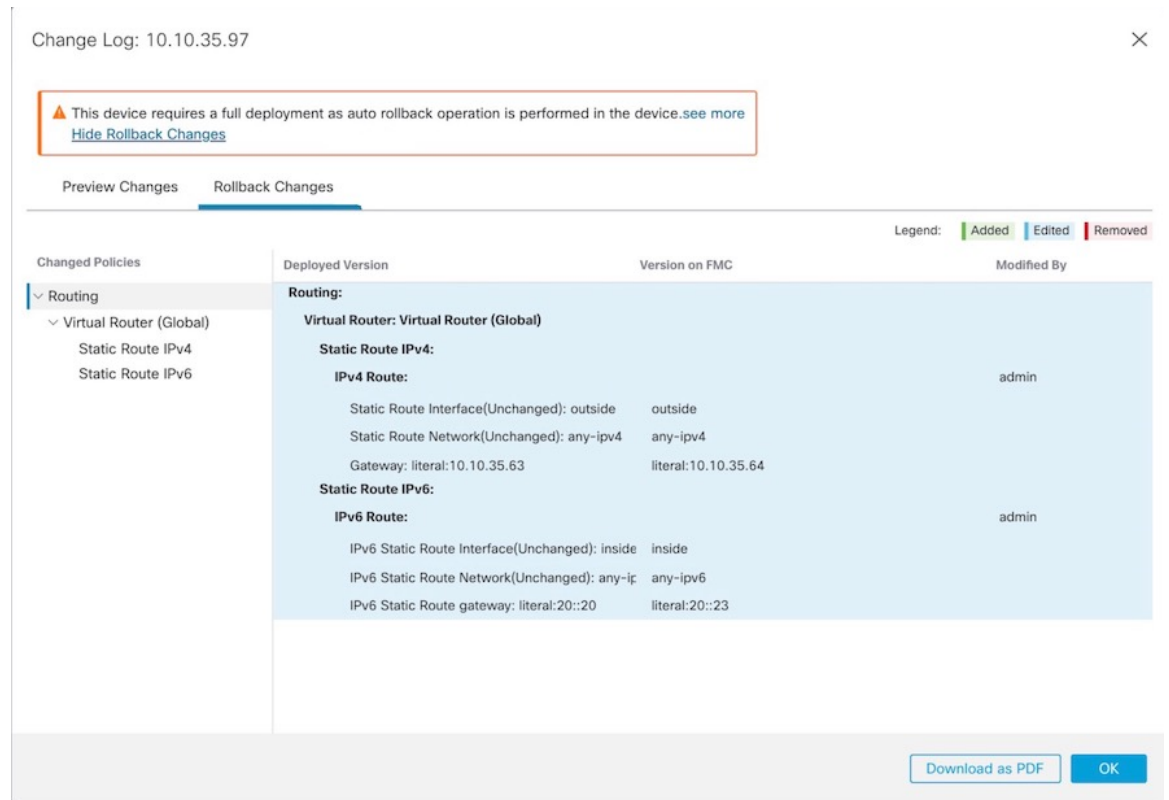 Change Log: 10.10.35.97
This device requires a full deployment as auto rollback operation is performed in the device.see more
Hide Rollback Changes
Preview Changes Rollback Changes
Legend: Added Edited Removed
Changed Policies Deployed Version Version on FMC Modified By
Routing Routing:
Virtual Router (Global) Virtual Router: Virtual Router (Global)
Static Route IPv4 Static Route IPv4:
Static Route IPv6 IPv4 Route: admin
Static Route Interface(Unchanged): outside outside
Static Route Network(Unchanged): any-ipv4 any-ipv4
Gateway: literal:10.10.35.63 literal:10.10.35.64
Static Route IPv6:
IPv6 Route: admin
IPv6 Static Route Interface(Unchanged): inside inside
IPv6 Static Route Network(Unchanged): any-ip any-ipv6
IPv6 Static Route gateway: literal:20::20 literal:20::23
Download as PDF OK